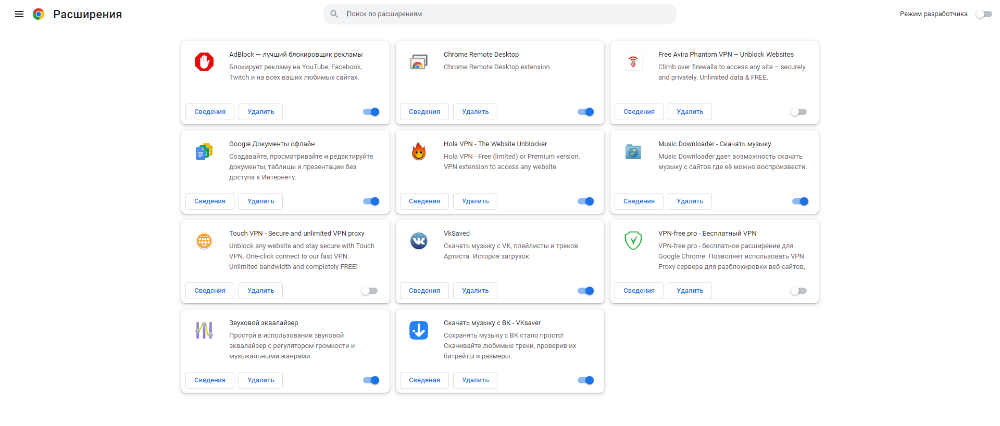 Расширения
Поиск по расширениям
Режим разработчика
AdBlock — лучший блокировщик рекламы
Блокирует рекламу на YouTube, Facebook,
Twitch и на всех ваших любимых сайтах.
Сведения
Удалить
Chrome Remote Desktop
Chrome Remote Desktop extension
Сведения
Удалить
Free Avira Phantom VPN – Unblock Websites
Climb over firewalls to access any site – securely
and privately. Unlimited data & FREE.
Сведения
Удалить
Google Документы офлайн
Создавайте, просматривайте и редактируйте
документы, таблицы и презентации без
доступа к Интернету.
Сведения
Удалить
Hola VPN - The Website Unblocker
Hola VPN - Free (limited) or Premium version.
VPN extension to access any website.
Сведения
Удалить
Music Downloader - Скачать музыку
Music Downloader дает возможность скачать
музыку с сайтов где её можно воспроизвести.
Сведения
Удалить
Touch VPN - Secure and unlimited VPN proxy
Unblock any website and stay secure with Touch
VPN. One-click connect to our fast VPN.
Unlimited bandwidth and completely FREE!
Сведения
Удалить
VkSaved
Скачать музыку с VK, плейлисты и треков
Артиста. История загрузок
Сведения
Удалить
VPN-free.pro - Бесплатный VPN
VPN-free.pro - бесплатное расширение для
Google Chrome. Позволяет использовать VPN
Proxy сервера для разблокировки веб-сайтов,
Сведения
Удалить
Звуковой эквалайзер
Простой в использовании звуковой
эквалайзер с регулятором громкости и
музыкальными жанрами.
Сведения
Удалить
Скачать музыку с ВК - VKsaver
Сохранять музыку с ВК стало просто!
Скачивайте любимые треки, проверив их
битрейты и размеры.
Сведения
Удалить